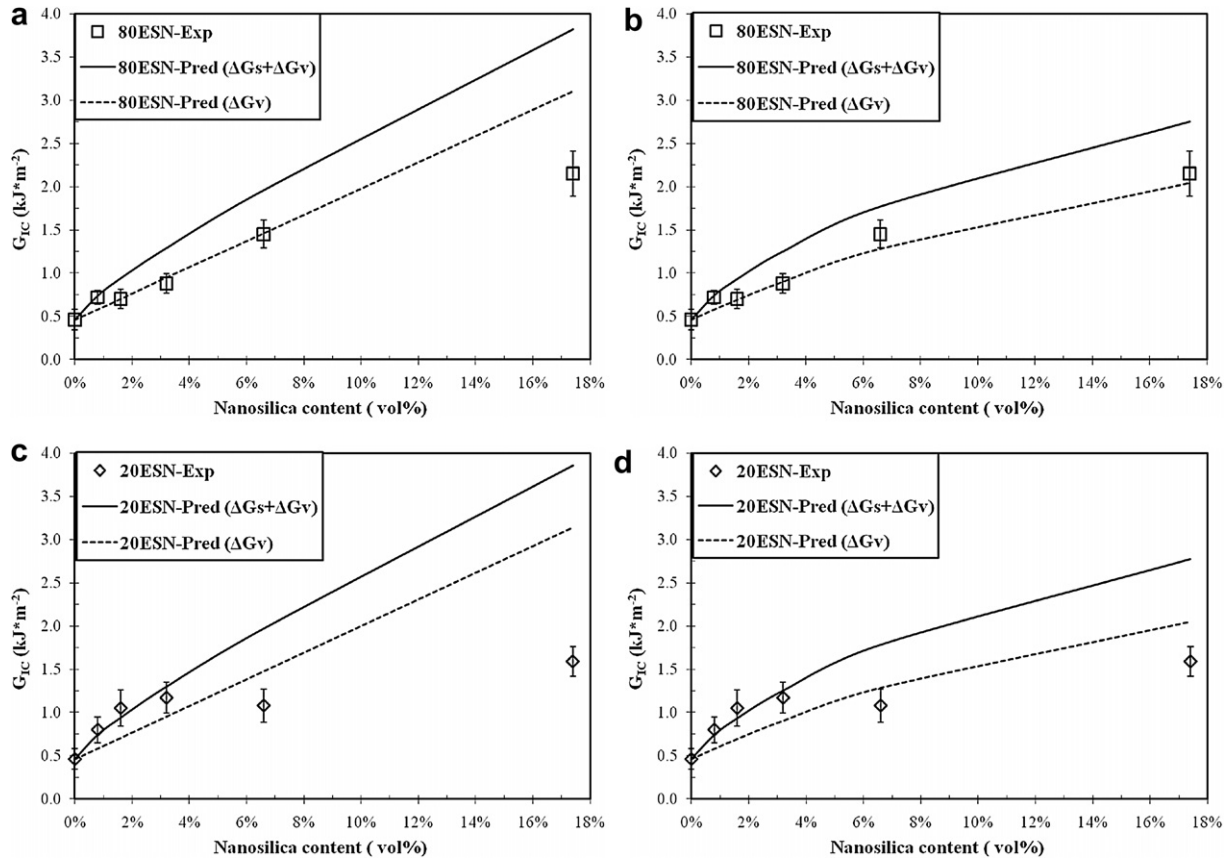 a
80ESN-Exp
80ESN-Pred (ΔGs+ΔGv)
80ESN-Pred (ΔGv)
4.0
3.5
3.0
2.5
2.0
1.5
1.0
0.5
0.0
G_IC (kJ*m^-2)
0% 2% 4% 6% 8% 10% 12% 14% 16% 18%
Nanosilica content ( vol%)
b
80ESN-Exp
80ESN-Pred (ΔGs+ΔGv)
80ESN-Pred (ΔGv)
4.0
3.5
3.0
2.5
2.0
1.5
1.0
0.5
0.0
G_IC (kJ*m^-2)
0% 2% 4% 6% 8% 10% 12% 14% 16% 18%
Nanosilica content ( vol%)
c
20ESN-Exp
20ESN-Pred (ΔGs+ΔGv)
20ESN-Pred (ΔGv)
4.0
3.5
3.0
2.5
2.0
1.5
1.0
0.5
0.0
G_IC (kJ*m^-2)
0% 2% 4% 6% 8% 10% 12% 14% 16% 18%
Nanosilica content ( vol%)
d
20ESN-Exp
20ESN-Pred (ΔGs+ΔGv)
20ESN-Pred (ΔGv)
4.0
3.5
3.0
2.5
2.0
1.5
1.0
0.5
0.0
G_IC (kJ*m^-2)
0% 2% 4% 6% 8% 10% 12% 14% 16% 18%
Nanosilica content ( vol%)